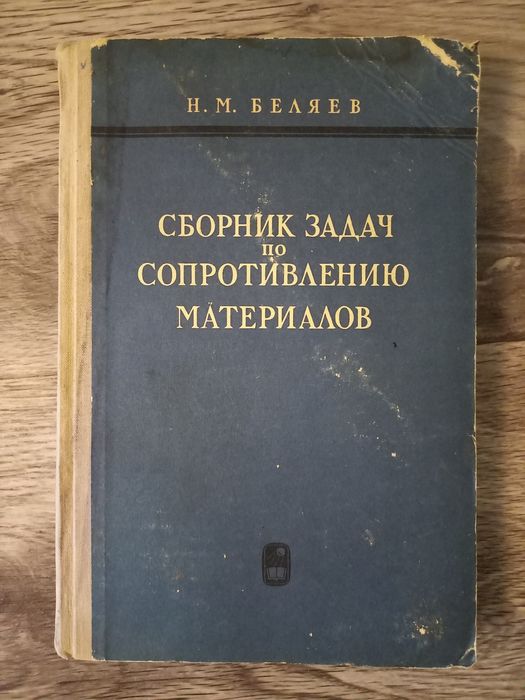 Н. М. БЕЛЯЕВ
СБОРНИК ЗАДАЧ
по
СОПРОТИВЛЕНИЮ
МАТЕРИАЛОВ